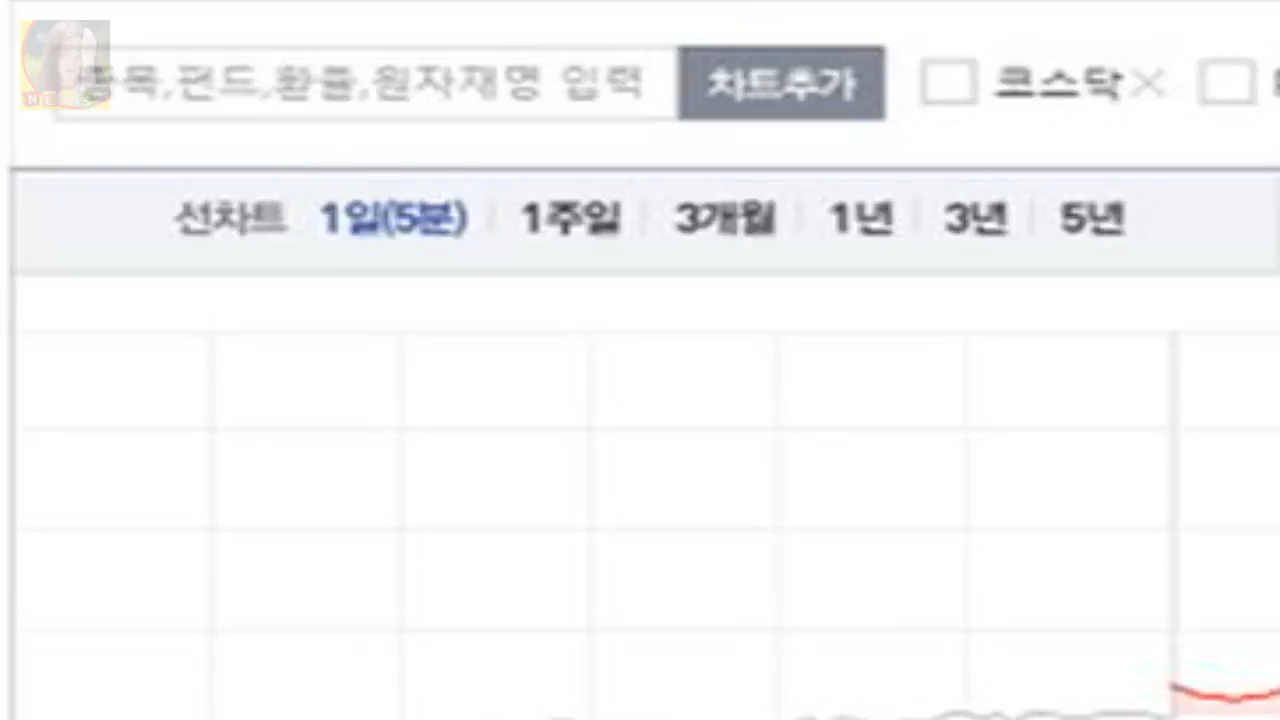 종목,펀드,환율,원자재명 입력 차트추가 코스닥
선차트 1일(5분) 1주일 3개월 1년 3년 5년